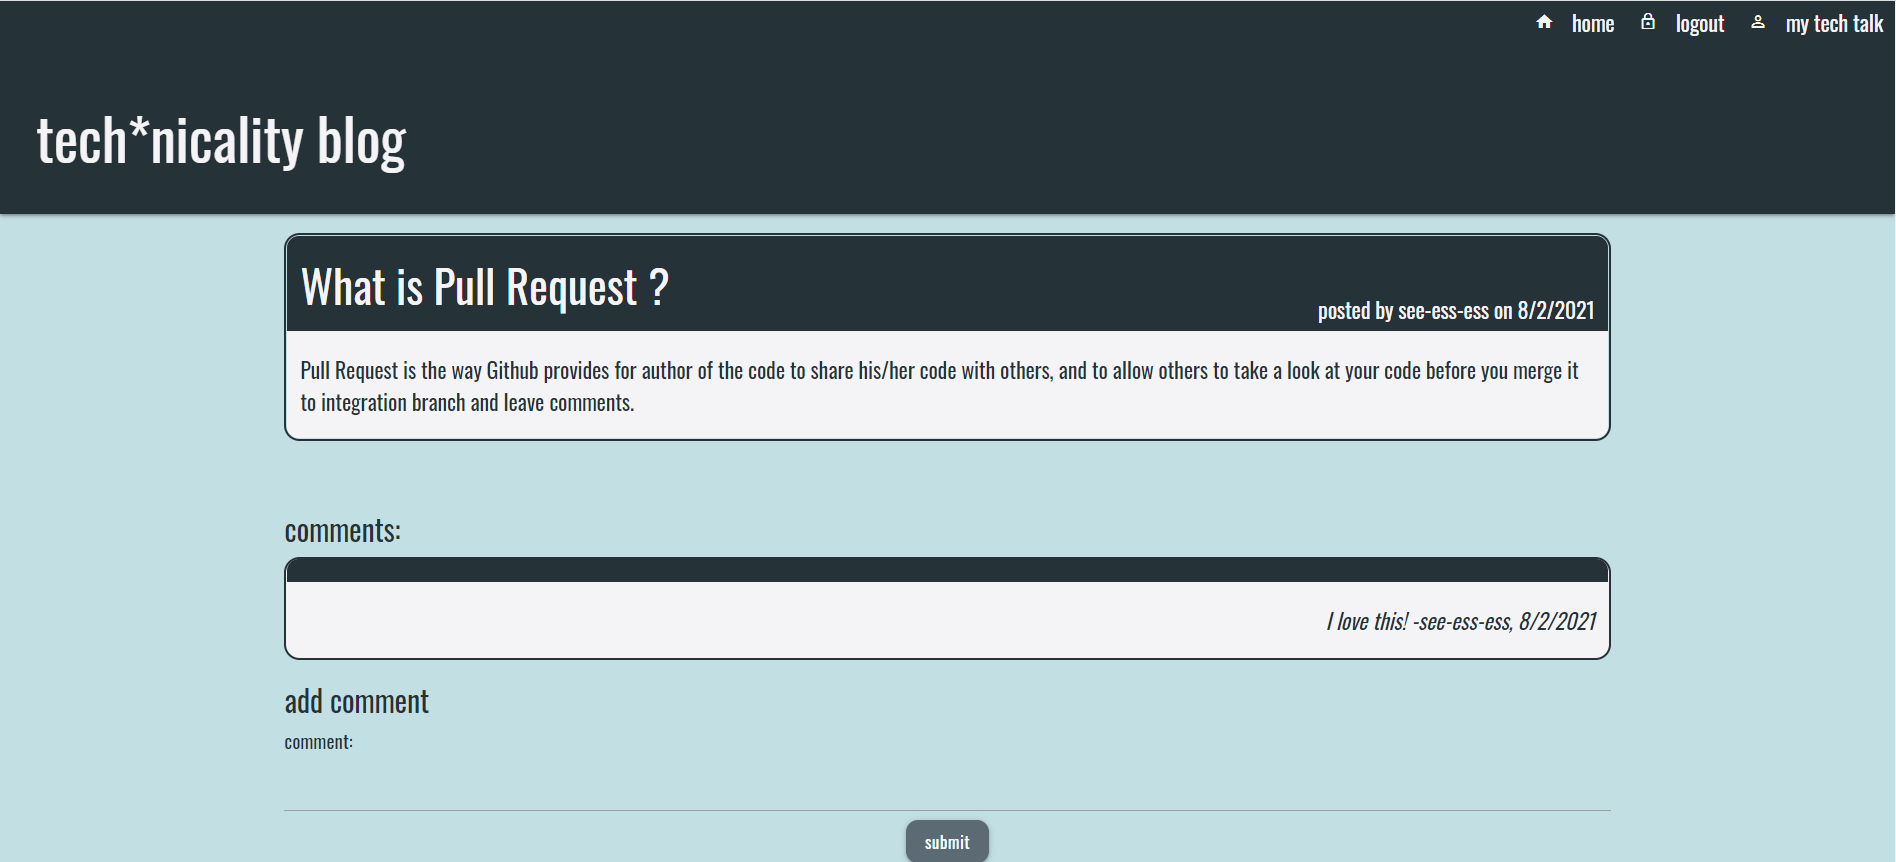 home logout my tech talk
tech*nicality blog
What is Pull Request ?
posted by see-ess-ess on 8/2/2021
Pull Request is the way Github provides for author of the code to share his/her code with others, and to allow others to take a look at your code before you merge it
to integration branch and leave comments.
comments:
I love this! -see-ess-ess, 8/2/2021
add comment
comment:
submit